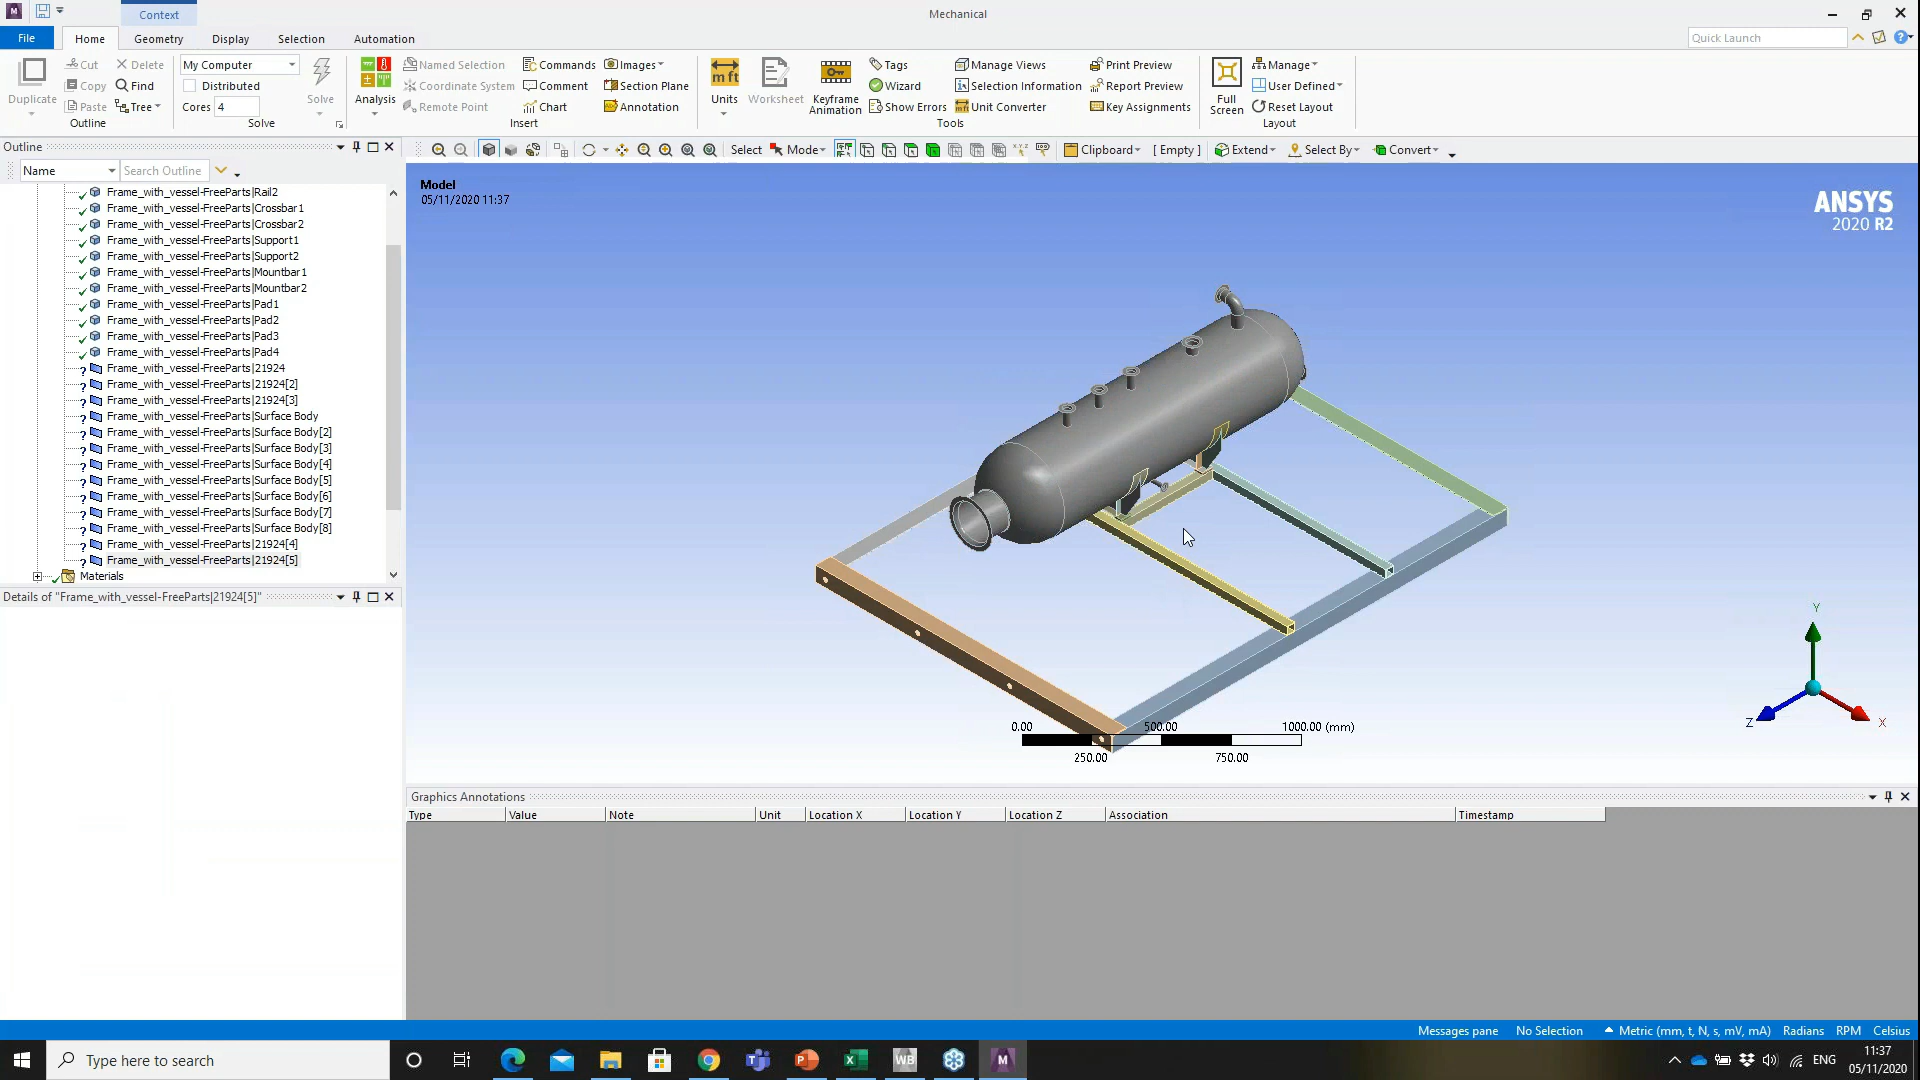 Context
Mechanical
File
Home
Geometry
Display
Selection
Automation
Quick Launch
Duplicate
Cut
Delete
Copy
Find
Paste
Tree
Outline
My Computer
Distributed
Cores 4
Solve
Solve
Analysis
Named Selection
Coordinate System
Remote Point
Commands
Comment
Chart
Images
Section Plane
Annotation
Insert
Units
Worksheet
Keyframe
Animation
Tags
Wizard
Show Errors
Manage Views
Selection Information
Unit Converter
Print Preview
Report Preview
Key Assignments
Tools
Full
Screen
Manage
User Defined
Reset Layout
Layout
Outline
Name
Search Outline
Select
Mode
Clipboard
[ Empty ]
Extend
Select By
Convert
Frame_with_vessel-FreeParts|Rail2
Frame_with_vessel-FreeParts|Crossbar1
Frame_with_vessel-FreeParts|Crossbar2
Frame_with_vessel-FreeParts|Support1
Frame_with_vessel-FreeParts|Support2
Frame_with_vessel-FreeParts|Mountbar1
Frame_with_vessel-FreeParts|Mountbar2
Frame_with_vessel-FreeParts|Pad1
Frame_with_vessel-FreeParts|Pad2
Frame_with_vessel-FreeParts|Pad3
Frame_with_vessel-FreeParts|Pad4
Frame_with_vessel-FreeParts|21924
Frame_with_vessel-FreeParts|21924[2]
Frame_with_vessel-FreeParts|21924[3]
Frame_with_vessel-FreeParts|Surface Body
Frame_with_vessel-FreeParts|Surface Body[2]
Frame_with_vessel-FreeParts|Surface Body[3]
Frame_with_vessel-FreeParts|Surface Body[4]
Frame_with_vessel-FreeParts|Surface Body[5]
Frame_with_vessel-FreeParts|Surface Body[6]
Frame_with_vessel-FreeParts|Surface Body[7]
Frame_with_vessel-FreeParts|Surface Body[8]
Frame_with_vessel-FreeParts|21924[4]
Frame_with_vessel-FreeParts|21924[5]
Materials
Details of "Frame_with_vessel-FreeParts|21924[5]"
Model
05/11/2020 11:37
ANSYS
2020 R2
Y
Z
X
0.00 500.00 1000.00 (mm)
250.00 750.00
Graphics Annotations
Type Value Note Unit Location X Location Y Location Z Association Timestamp
Messages pane No Selection Metric (mm, t, N, s, mV, mA) Radians RPM Celsius
Type here to search
WB
M
ENG
11:37
05/11/2020